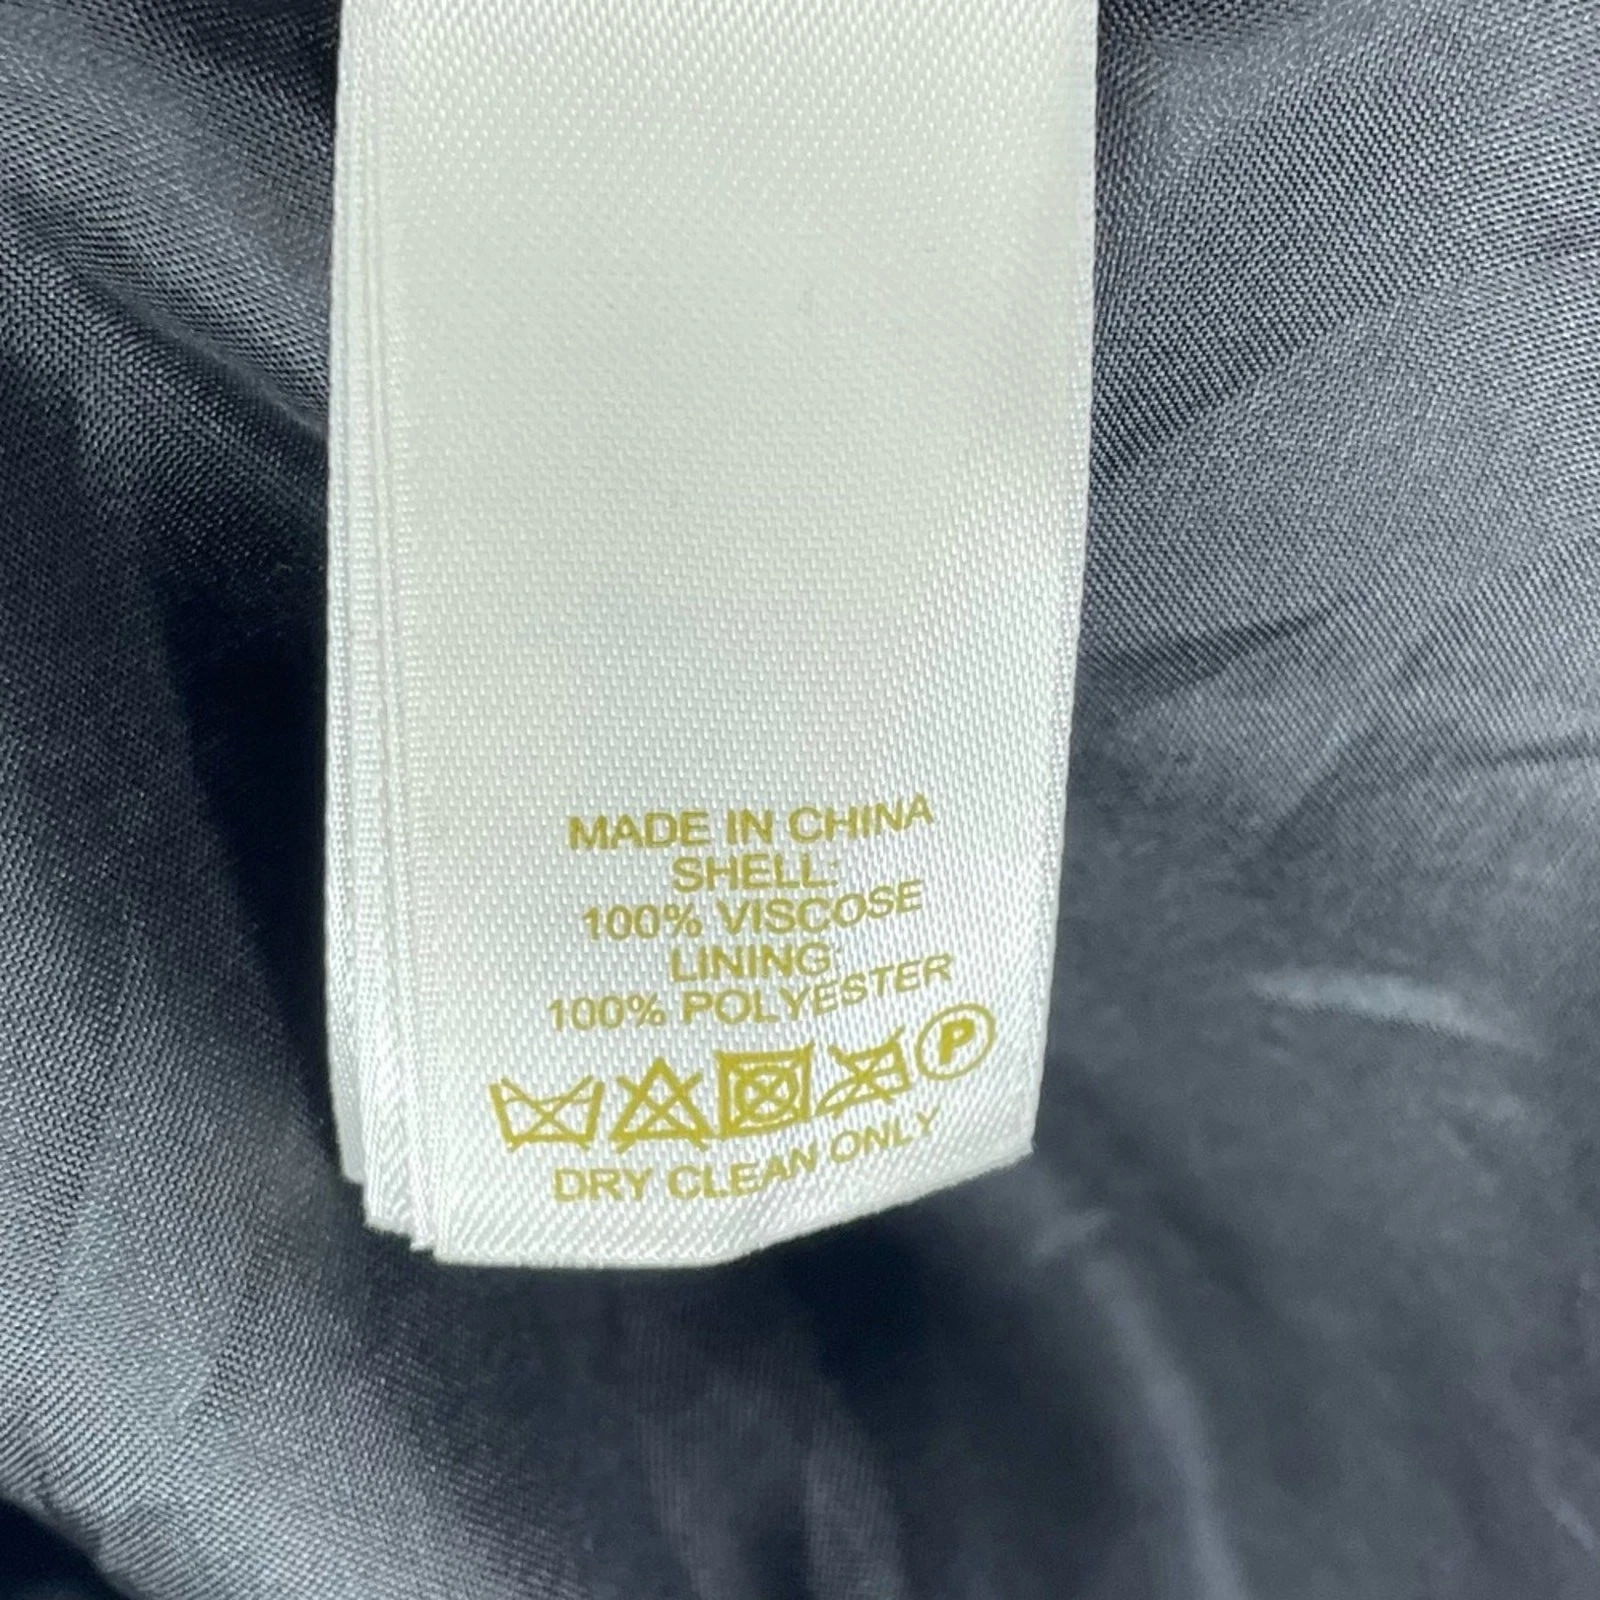 MADE IN CHINA
SHELL:
100% VISCOSE
LINING:
100% POLYESTER
P
DRY CLEAN ONLY